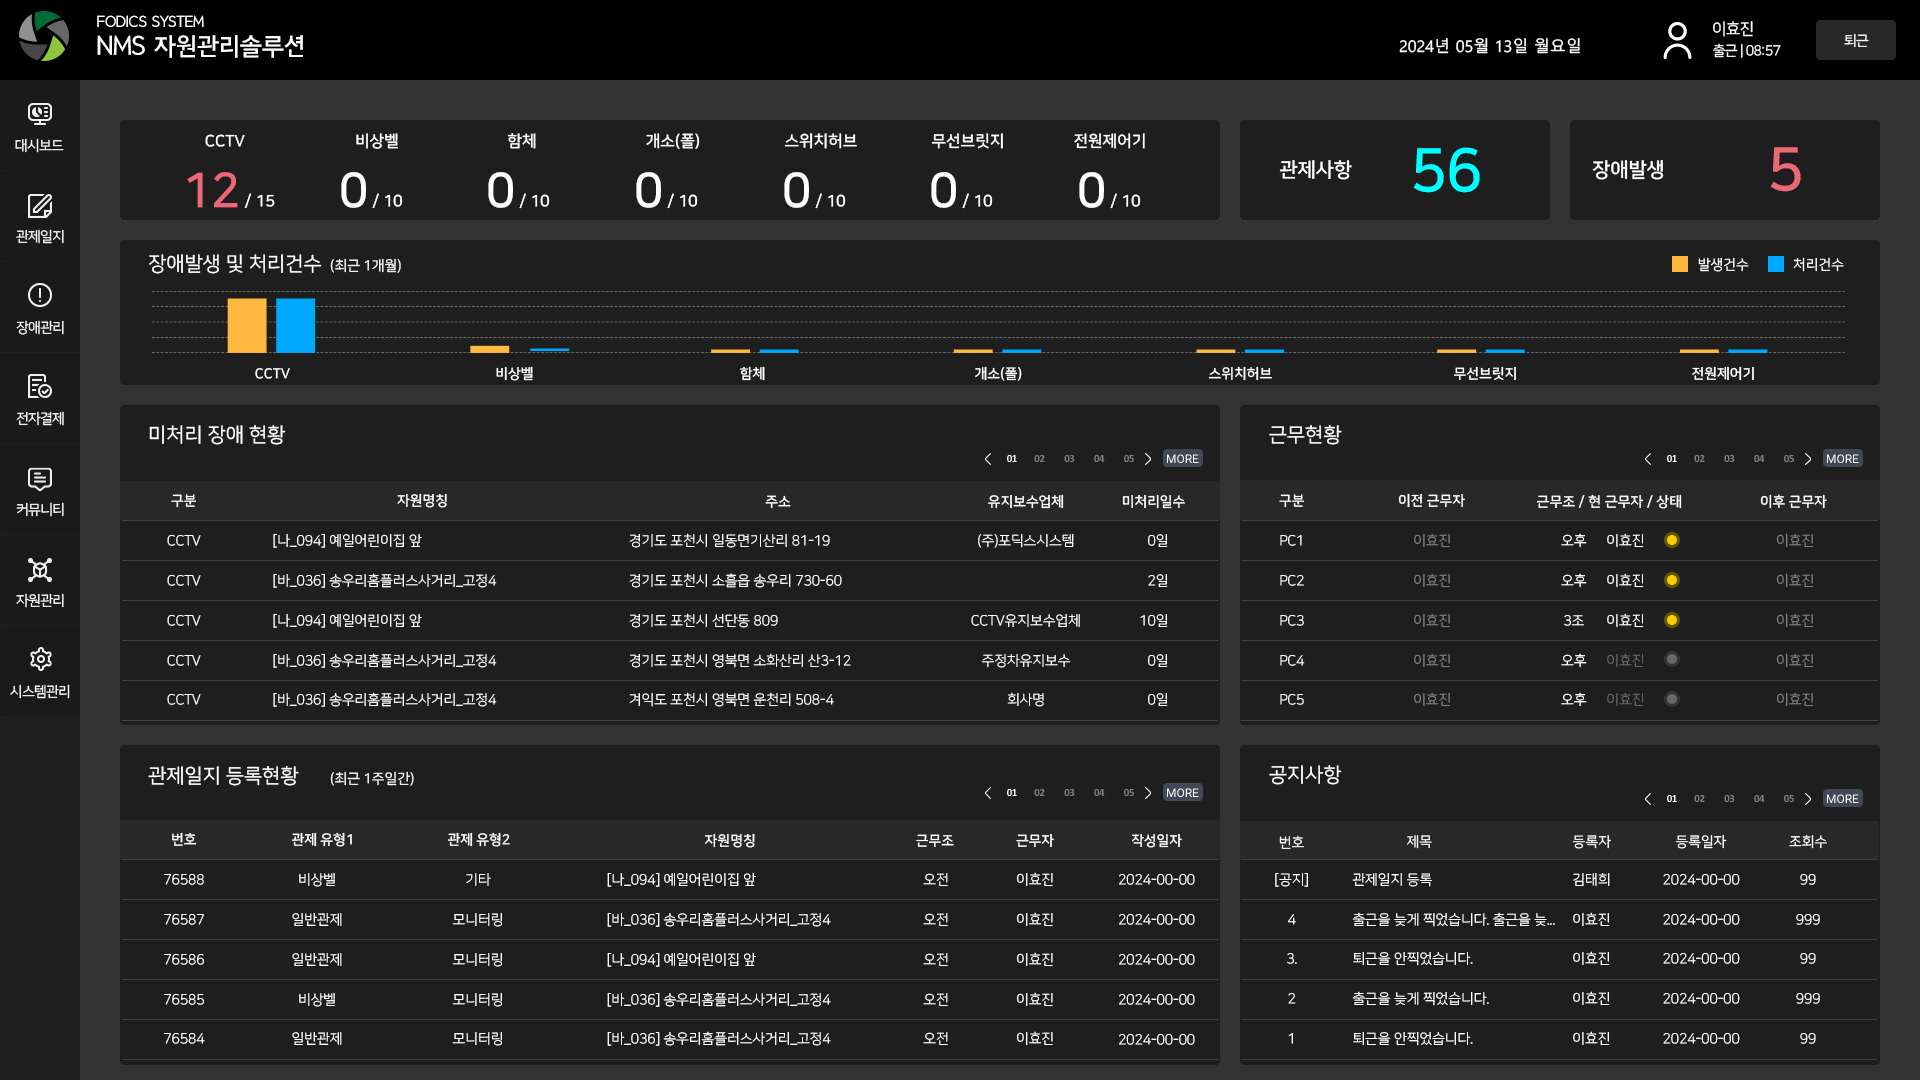 FODICS SYSTEM
NMS 자원관리솔루션
2024년 05월 13일 월요일
이효진
출근 | 08:57
퇴근
대시보드
관제일지
장애관리
전자결제
커뮤니티
자원관리
시스템관리
CCTV 비상벨 함체 개소(폴) 스위치허브 무선브릿지 전원제어기
12 / 15 0 / 10 0 / 10 0 / 10 0 / 10 0 / 10 0 / 10
관제사항 56
장애발생 5
장애발생 및 처리건수 (최근 1개월)
발생건수 처리건수
CCTV 비상벨 함체 개소(폴) 스위치허브 무선브릿지 전원제어기
미처리 장애 현황
01 02 03 04 05 MORE
구분 자원명칭 주소 유지보수업체 미처리일수
CCTV [나_094] 예일어린이집 앞 경기도 포천시 일동면기산리 81-19 (주)포딕스시스템 0일
CCTV [바_036] 송우리홈플러스사거리_고정4 경기도 포천시 소흘읍 송우리 730-60 2일
CCTV [나_094] 예일어린이집 앞 경기도 포천시 선단동 809 CCTV유지보수업체 10일
CCTV [바_036] 송우리홈플러스사거리_고정4 경기도 포천시 영북면 소화산리 산3-12 주정차유지보수 0일
CCTV [바_036] 송우리홈플러스사거리_고정4 겨익도 포천시 영북면 운천리 508-4 회사명 0일
근무현황
01 02 03 04 05 MORE
구분 이전 근무자 근무조 / 현 근무자 / 상태 이후 근무자
PC1 이효진 오후 이효진 이효진
PC2 이효진 오후 이효진 이효진
PC3 이효진 3조 이효진 이효진
PC4 이효진 오후 이효진 이효진
PC5 이효진 오후 이효진 이효진
관제일지 등록현황 (최근 1주일간)
01 02 03 04 05 MORE
번호 관제 유형1 관제 유형2 자원명칭 근무조 근무자 작성일자
76588 비상벨 기타 [나_094] 예일어린이집 앞 오전 이효진 2024-00-00
76587 일반관제 모니터링 [바_036] 송우리홈플러스사거리_고정4 오전 이효진 2024-00-00
76586 일반관제 모니터링 [나_094] 예일어린이집 앞 오전 이효진 2024-00-00
76585 비상벨 모니터링 [바_036] 송우리홈플러스사거리_고정4 오전 이효진 2024-00-00
76584 일반관제 모니터링 [바_036] 송우리홈플러스사거리_고정4 오전 이효진 2024-00-00
공지사항
01 02 03 04 05 MORE
번호 제목 등록자 등록일자 조회수
[공지] 관제일지 등록 김태희 2024-00-00 99
4 출근을 늦게 찍었습니다. 출근을 늦... 이효진 2024-00-00 999
3. 퇴근을 안찍었습니다. 이효진 2024-00-00 99
2 출근을 늦게 찍었습니다. 이효진 2024-00-00 999
1 퇴근을 안찍었습니다. 이효진 2024-00-00 99